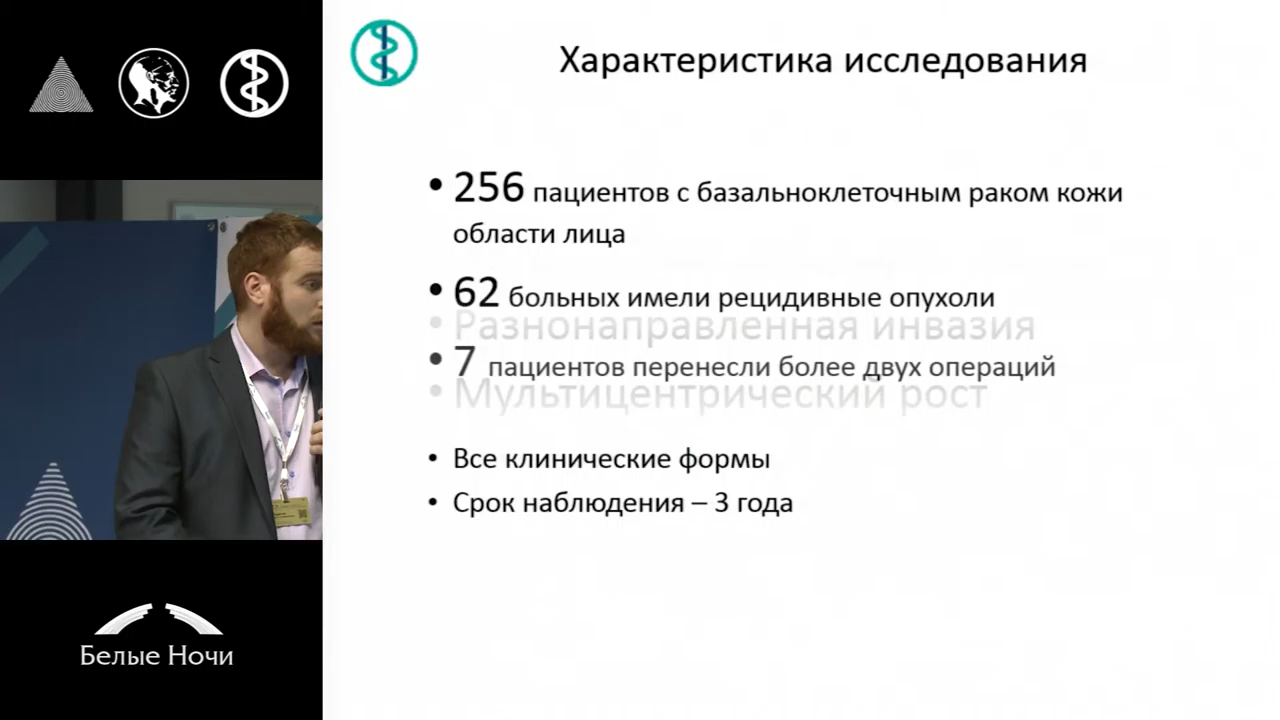 Характеристика исследования
• 256 пациентов с базальноклеточным раком кожи
области лица
• 62 больных имели рецидивные опухоли
• Разнонаправленная инвазия
• 7 пациентов перенесли более двух операций
• Мультицентрический рост
• Все клинические формы
• Срок наблюдения – 3 года
Белые Ночи